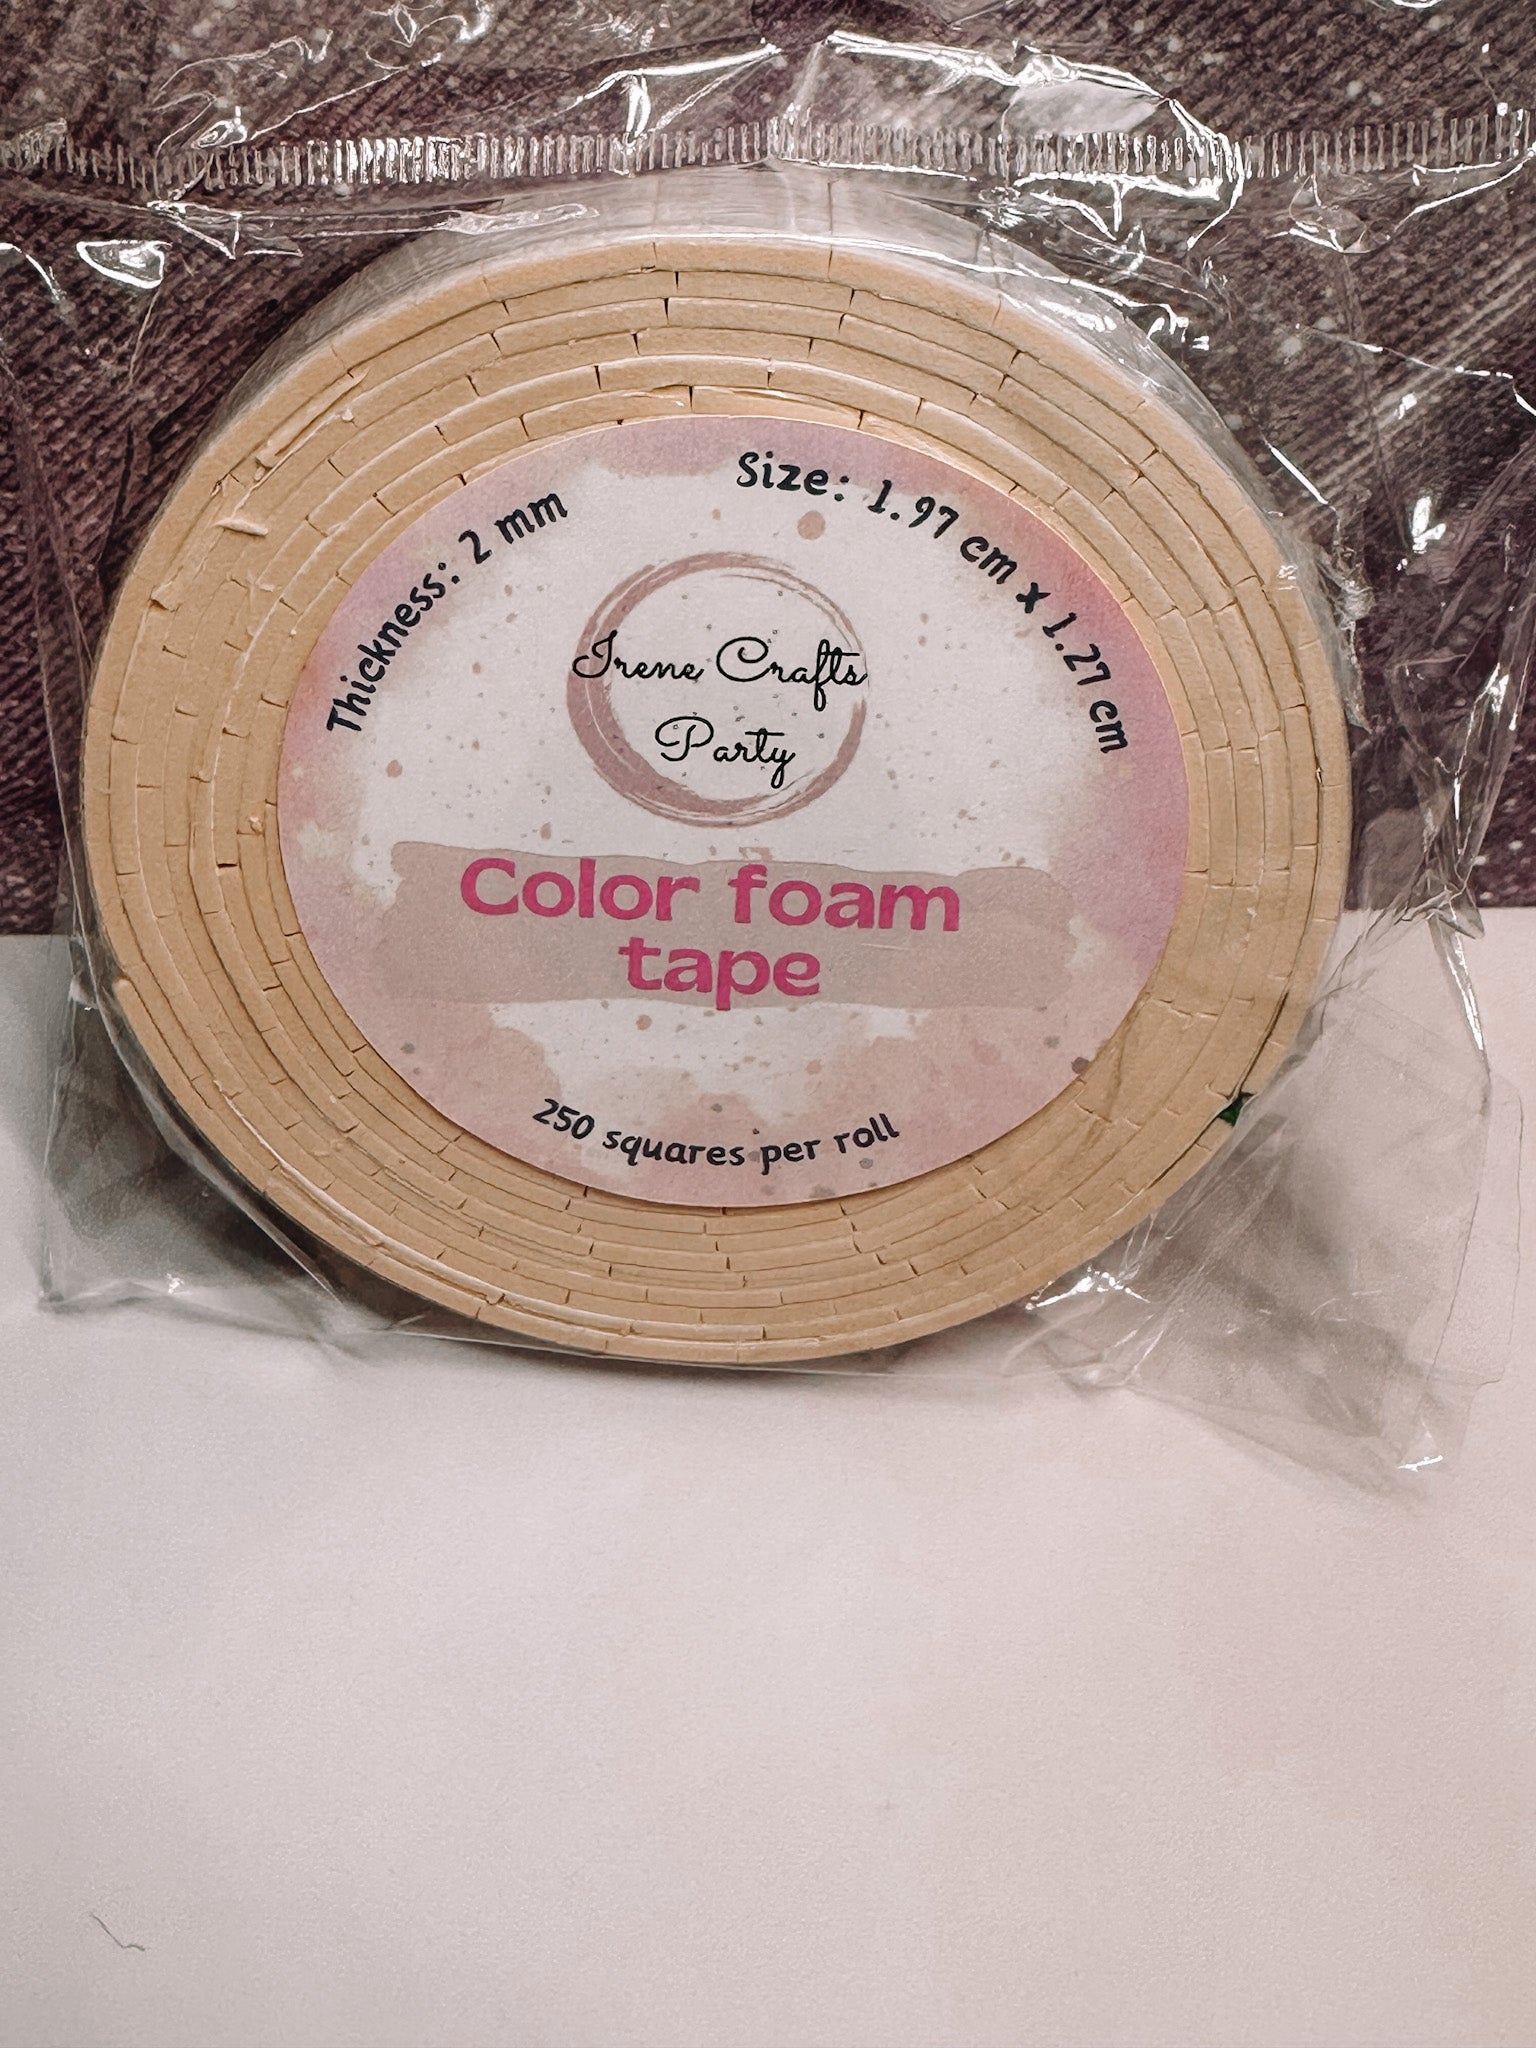 Thickness: 2 mm
Size: 1.97 cm x 1.27 cm
Irene Crafts
Party
Color foam
tape
250 squares per roll